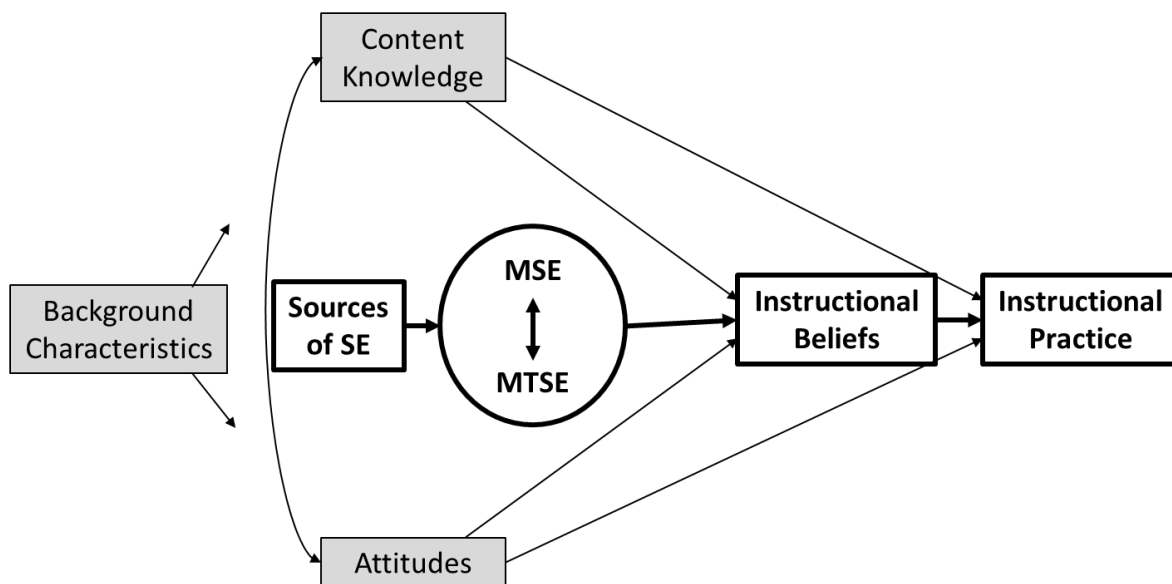 Content
Knowledge
MSE
Background
Characteristics
Sources
of SE
MTSE
Instructional
Beliefs
Instructional
Practice
Attitudes